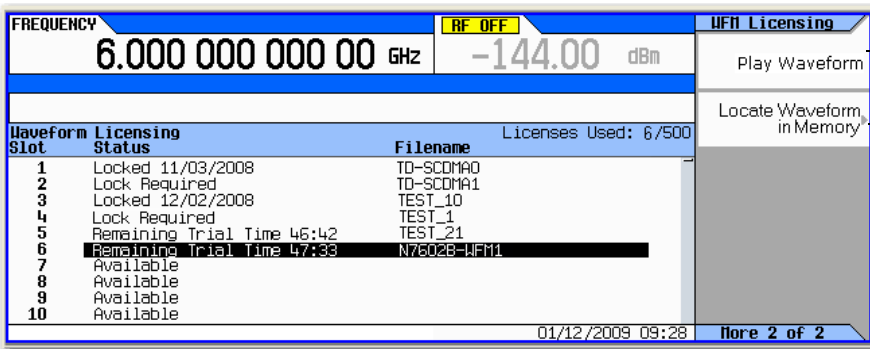 FREQUENCY
6.000 000 000 00 GHz
RF OFF
-144.00 dBm
WFM Licensing
Play Waveform
Locate Waveform
in Memory
Waveform Licensing Licenses Used: 6/500
Slot Status Filename
1 Locked 11/03/2008 TD-SCDMA0
2 Lock Required TD-SCDMA1
3 Locked 12/02/2008 TEST_10
4 Lock Required TEST_1
5 Remaining Trial Time 46:42 TEST_21
6 Remaining Trial Time 47:33 N7602B-WFM1
7 Available
8 Available
9 Available
10 Available
01/12/2009 09:28
More 2 of 2